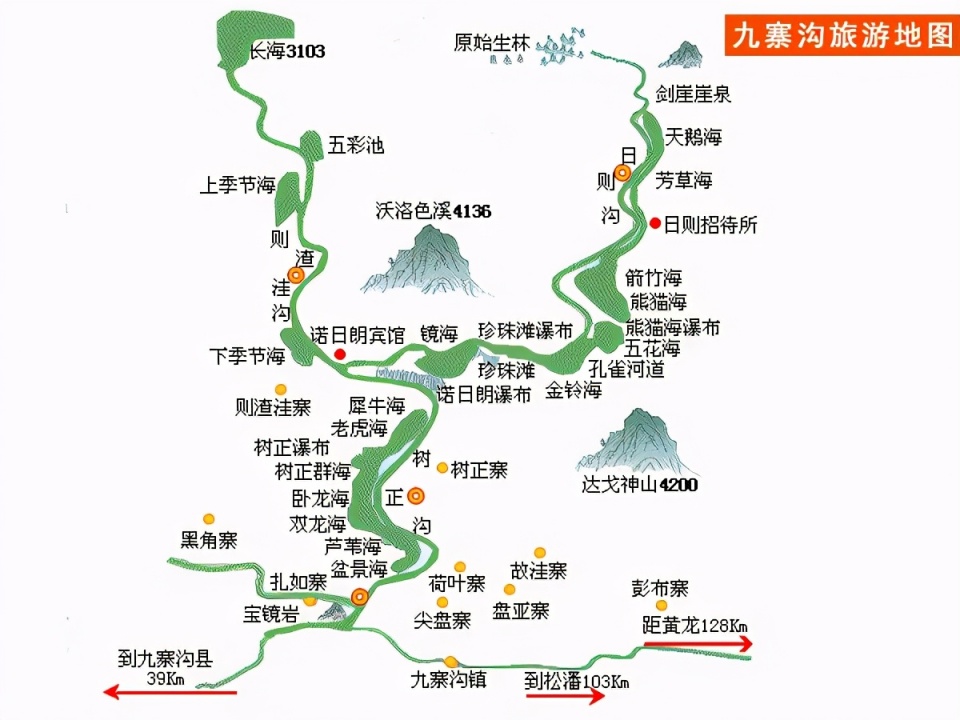 九寨沟旅游地图
长海3103
原始生林
剑崖崖泉
五彩池
天鹅海
日则沟
上季节海
芳草海
沃洛色溪4136
日则招待所
则渣洼沟
箭竹海
熊猫海
诺日朗宾馆
镜海
珍珠滩瀑布
熊猫海瀑布
五花海
下季节海
珍珠滩
孔雀河道
诺日朗瀑布
金铃海
则渣洼寨
犀牛海
老虎海
树正瀑布
树正沟
树正群海
树正寨
达戈神山4200
卧龙海
双龙海
黑角寨
芦苇海
盆景海
扎如寨
荷叶寨
故洼寨
彭布寨
宝镜岩
尖盘寨
盘亚寨
距黄龙128Km
到九寨沟县
39Km
九寨沟镇
到松潘103Km